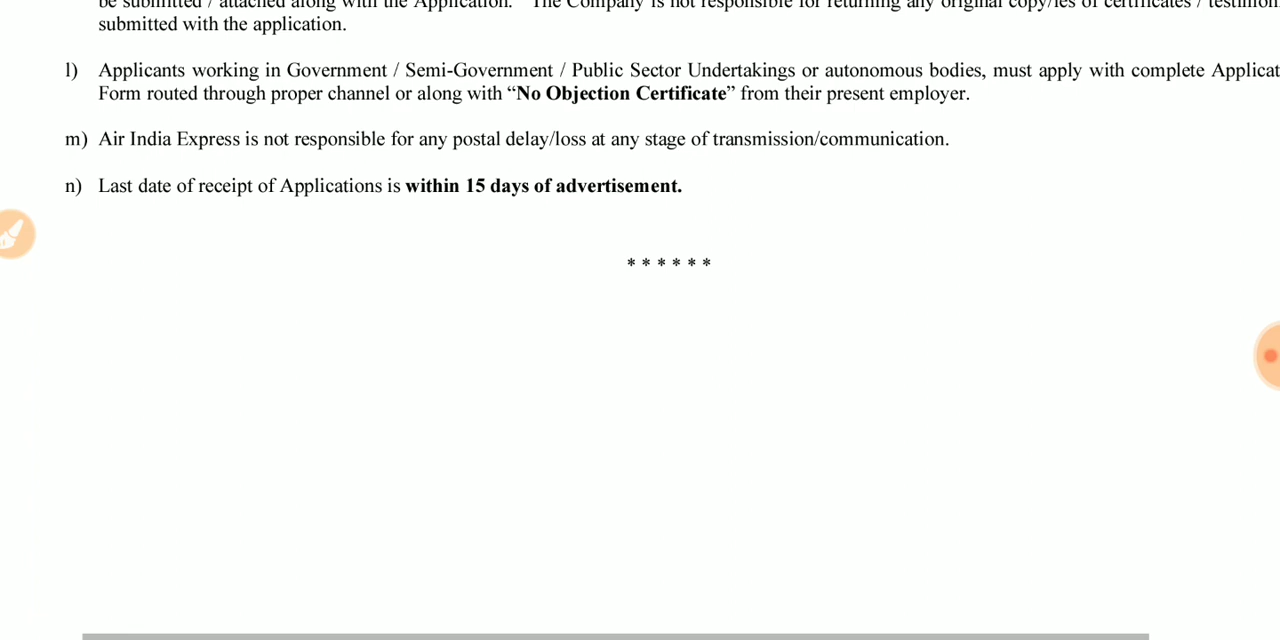 be submitted / attached along with the Application. The Company is not responsible for returning any original copy/ies of certificates /
submitted with the application.
l) Applicants working in Government / Semi-Government / Public Sector Undertakings or autonomous bodies, must apply with complete
Form routed through proper channel or along with “No Objection Certificate” from their present employer.
m) Air India Express is not responsible for any postal delay/loss at any stage of transmission/communication.
n) Last date of receipt of Applications is within 15 days of advertisement.
* * * * * *